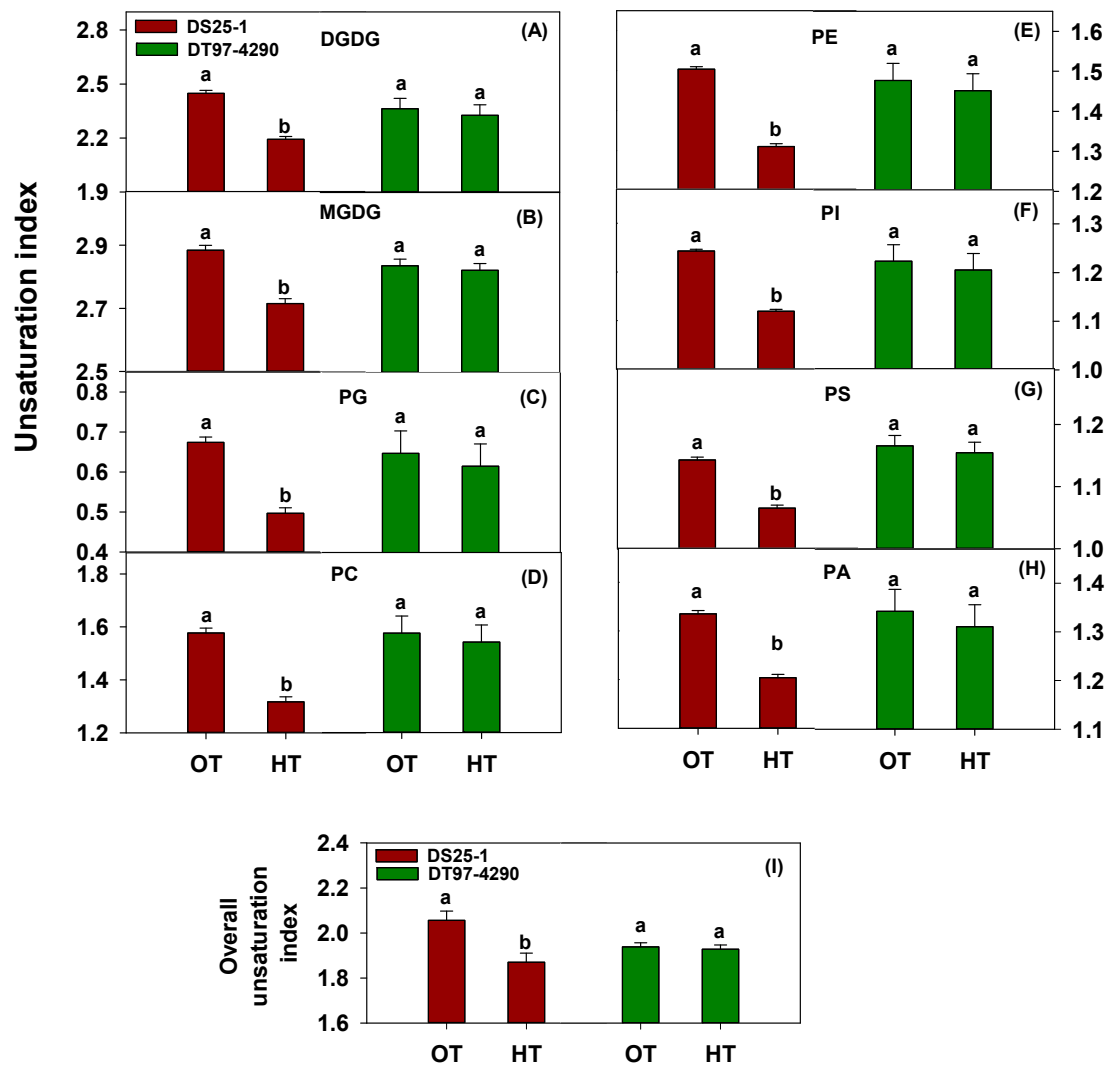 Unsaturation index
DS25-1
DT97-4290
DGDG
(A)
2.8
2.5
2.2
1.9
a
b
a
a
MGDG
(B)
2.9
2.7
2.5
a
b
a
a
PG
(C)
0.8
0.7
0.6
0.5
0.4
a
b
a
a
PC
(D)
1.8
1.6
1.4
1.2
a
b
a
a
OT HT OT HT
PE
(E)
1.6
1.5
1.4
1.3
1.2
a
b
a
a
PI
(F)
1.3
1.2
1.1
1.0
a
b
a
a
PS
(G)
1.2
1.1
1.0
a
b
a
a
PA
(H)
1.4
1.3
1.2
1.1
a
b
a
a
OT HT OT HT
Overall
unsaturation
index
DS25-1
DT97-4290
(I)
2.4
2.2
2.0
1.8
1.6
a
b
a
a
OT HT OT HT